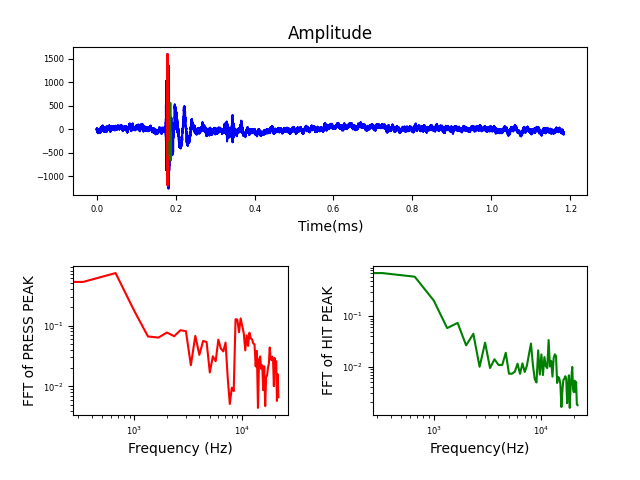 Amplitude
1500
1000
500
0
−500
−1000
0.0 0.2 0.4 0.6 0.8 1.0 1.2
Time(ms)
FFT of PRESS PEAK
10⁻¹
10⁻²
10³ 10⁴
Frequency (Hz)
FFT of HIT PEAK
10⁻¹
10⁻²
10³ 10⁴
Frequency(Hz)